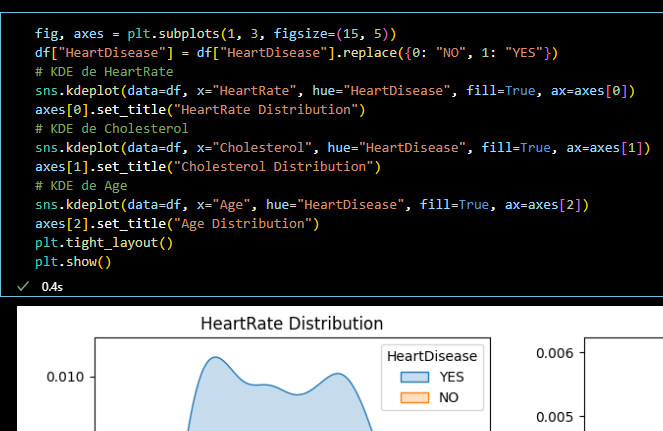 fig, axes = plt.subplots(1, 3, figsize=(15, 5))
df["HeartDisease"] = df["HeartDisease"].replace({0: "NO", 1: "YES"})
# KDE de HeartRate
sns.kdeplot(data=df, x="HeartRate", hue="HeartDisease", fill=True, ax=axes[0])
axes[0].set_title("HeartRate Distribution")
# KDE de Cholesterol
sns.kdeplot(data=df, x="Cholesterol", hue="HeartDisease", fill=True, ax=axes[1])
axes[1].set_title("Cholesterol Distribution")
# KDE de Age
sns.kdeplot(data=df, x="Age", hue="HeartDisease", fill=True, ax=axes[2])
axes[2].set_title("Age Distribution")
plt.tight_layout()
plt.show()
✓ 0.4s
HeartRate Distribution
HeartDisease
YES
NO
0.010
0.006
0.005